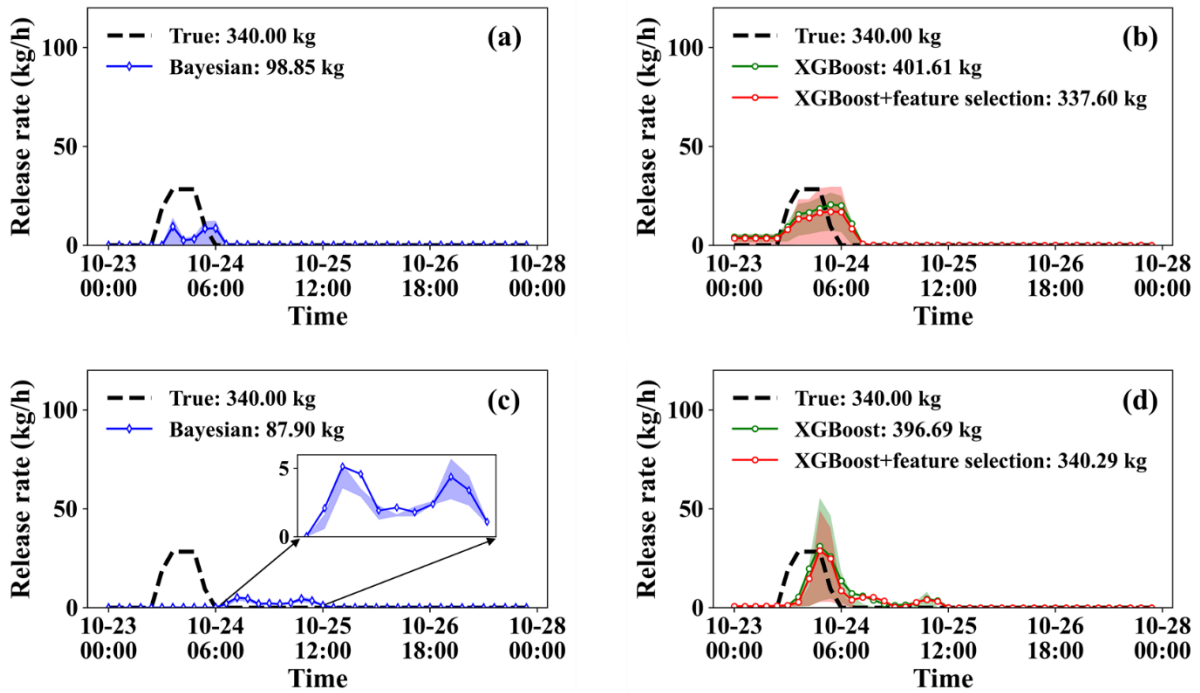 (a)
True: 340.00 kg
Bayesian: 98.85 kg
Release rate (kg/h)
100
50
0
10-23 10-24 10-25 10-26 10-28
00:00 06:00 12:00 18:00 00:00
Time
(b)
True: 340.00 kg
XGBoost: 401.61 kg
XGBoost+feature selection: 337.60 kg
Release rate (kg/h)
100
50
0
10-23 10-24 10-25 10-26 10-28
00:00 06:00 12:00 18:00 00:00
Time
(c)
True: 340.00 kg
Bayesian: 87.90 kg
5
0
Release rate (kg/h)
100
50
0
10-23 10-24 10-25 10-26 10-28
00:00 06:00 12:00 18:00 00:00
Time
(d)
True: 340.00 kg
XGBoost: 396.69 kg
XGBoost+feature selection: 340.29 kg
Release rate (kg/h)
100
50
0
10-23 10-24 10-25 10-26 10-28
00:00 06:00 12:00 18:00 00:00
Time